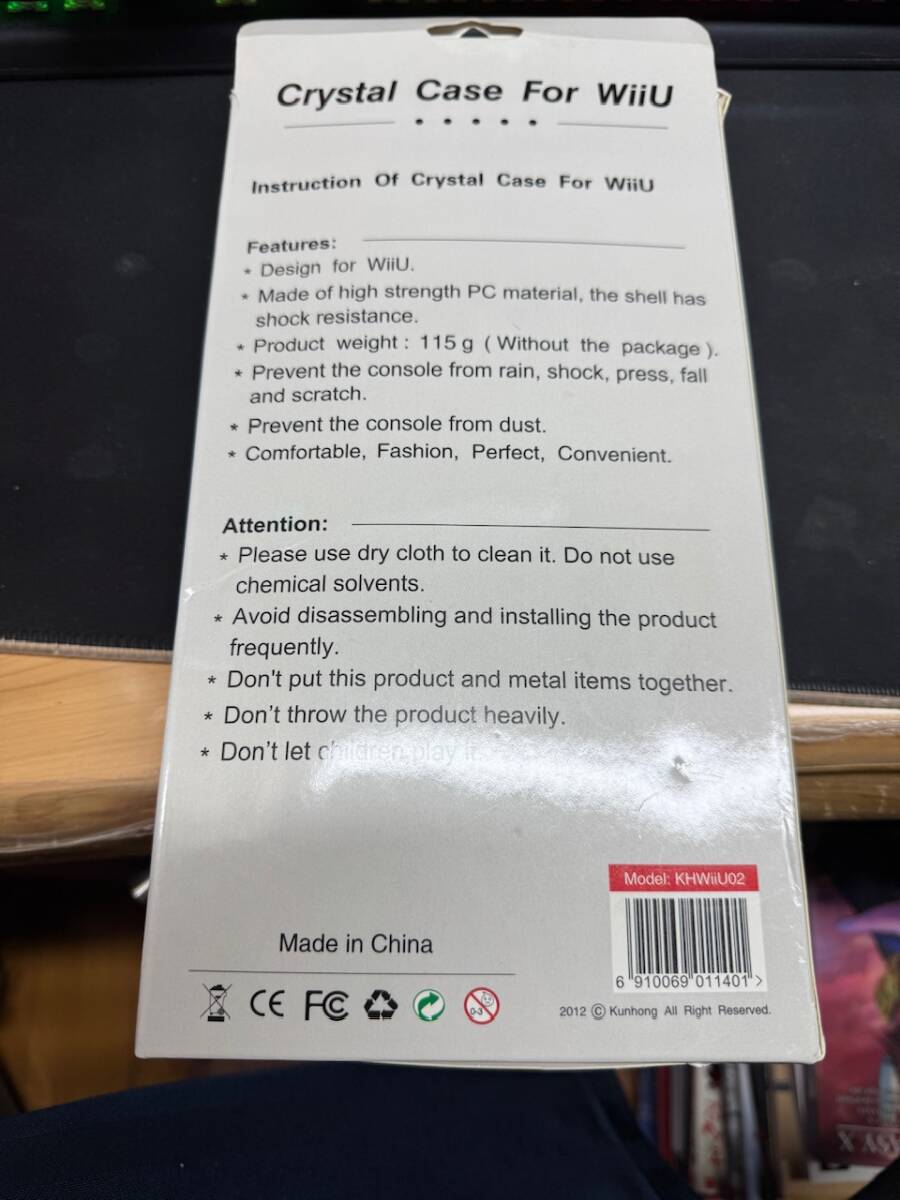 Crystal Case For WiiU
Instruction Of Crystal Case For WiiU
Features:
* Design for WiiU.
* Made of high strength PC material, the shell has
shock resistance.
* Product weight : 115 g ( Without the package ).
* Prevent the console from rain, shock, press, fall
and scratch.
* Prevent the console from dust.
* Comfortable, Fashion, Perfect, Convenient.
Attention:
* Please use dry cloth to clean it. Do not use
chemical solvents.
* Avoid disassembling and installing the product
frequently.
* Don't put this product and metal items together.
* Don't throw the product heavily.
* Don't let children play it.
Model: KHWiiU02
6 910069 011401 >
Made in China
CE FC 0-3
2012 © Kunhong All Right Reserved.